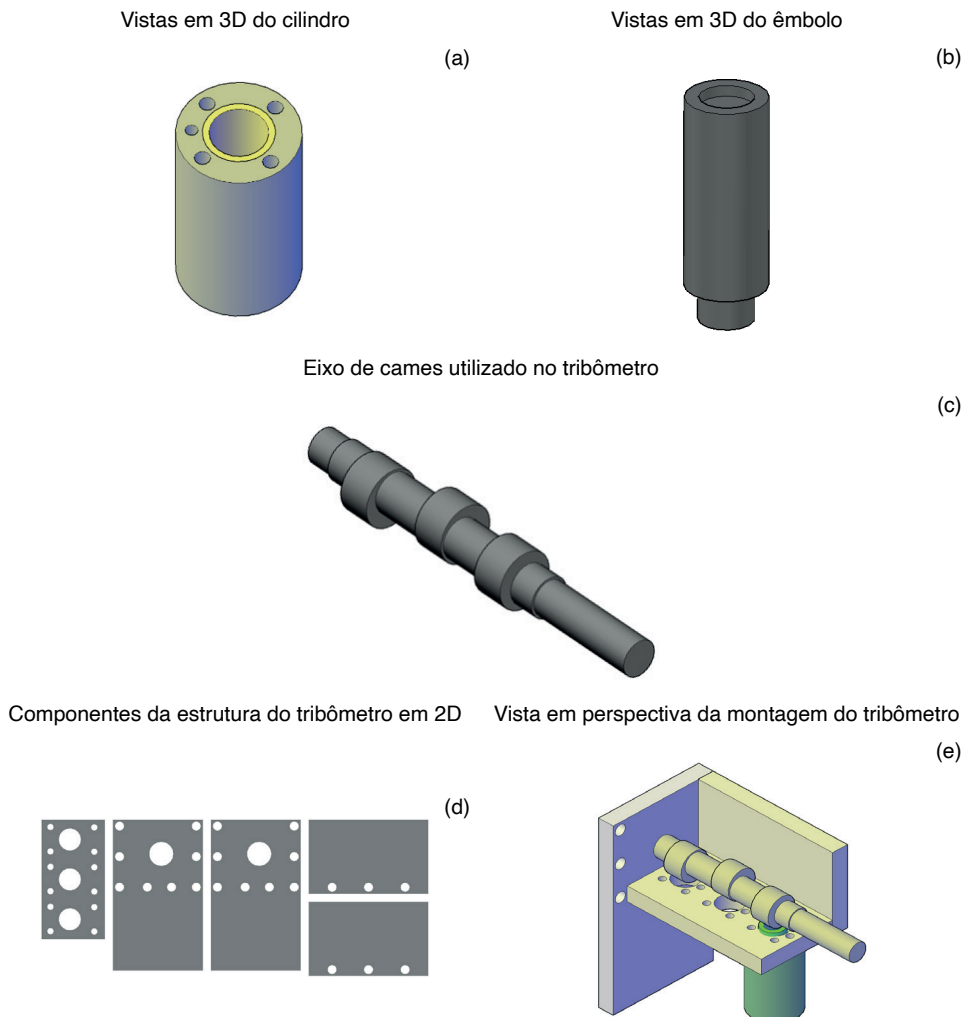 Vistas em 3D do cilindro
Vistas em 3D do êmbolo
(a)
(b)
Eixo de cames utilizado no tribômetro
(c)
Componentes da estrutura do tribômetro em 2D
Vista em perspectiva da montagem do tribômetro
(d)
(e)